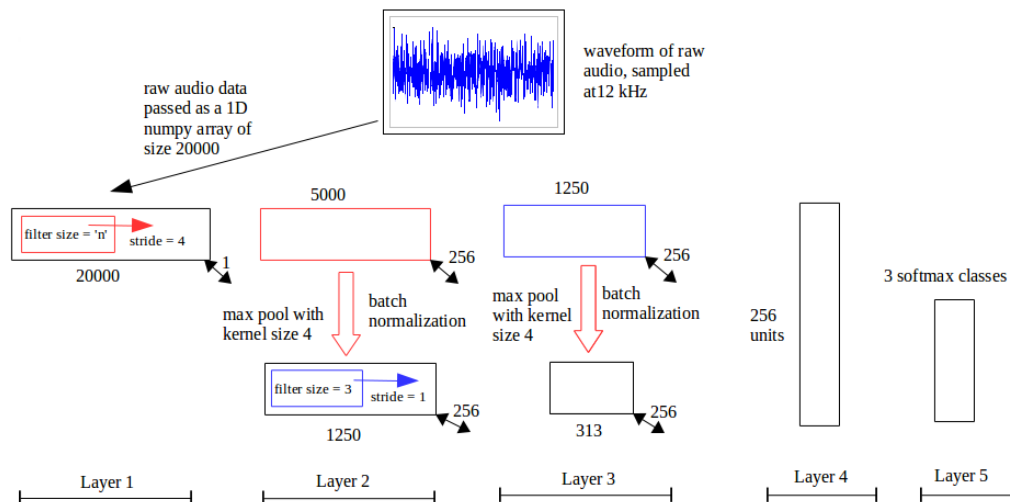 waveform of raw
audio, sampled
at12 kHz
raw audio data
passed as a 1D
numpy array of
size 20000
filter size = 'n'
stride = 4
20000
1
5000
256
max pool with
kernel size 4
batch
normalization
filter size = 3
stride = 1
1250
256
1250
256
max pool
with kernel
size 4
batch
normalization
313
256
256
units
3 softmax classes
Layer 1
Layer 2
Layer 3
Layer 4
Layer 5